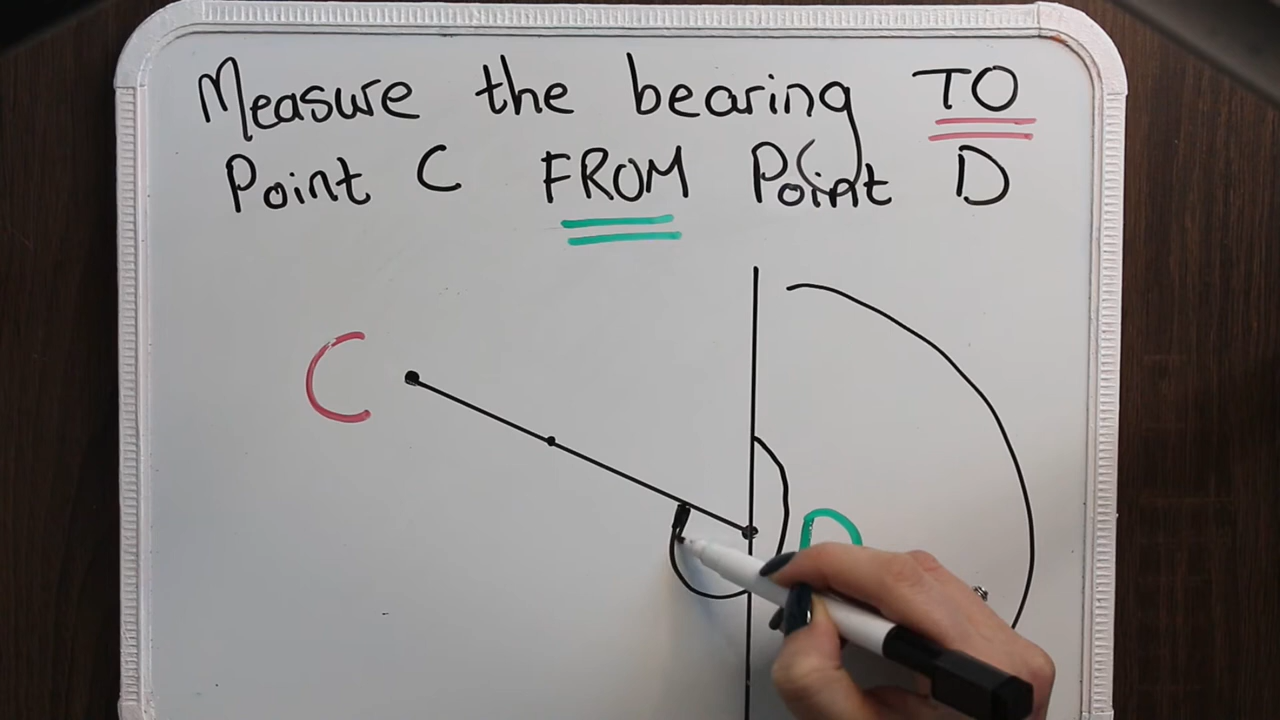 Measure the bearing TO
Point C FROM Point D
C
D